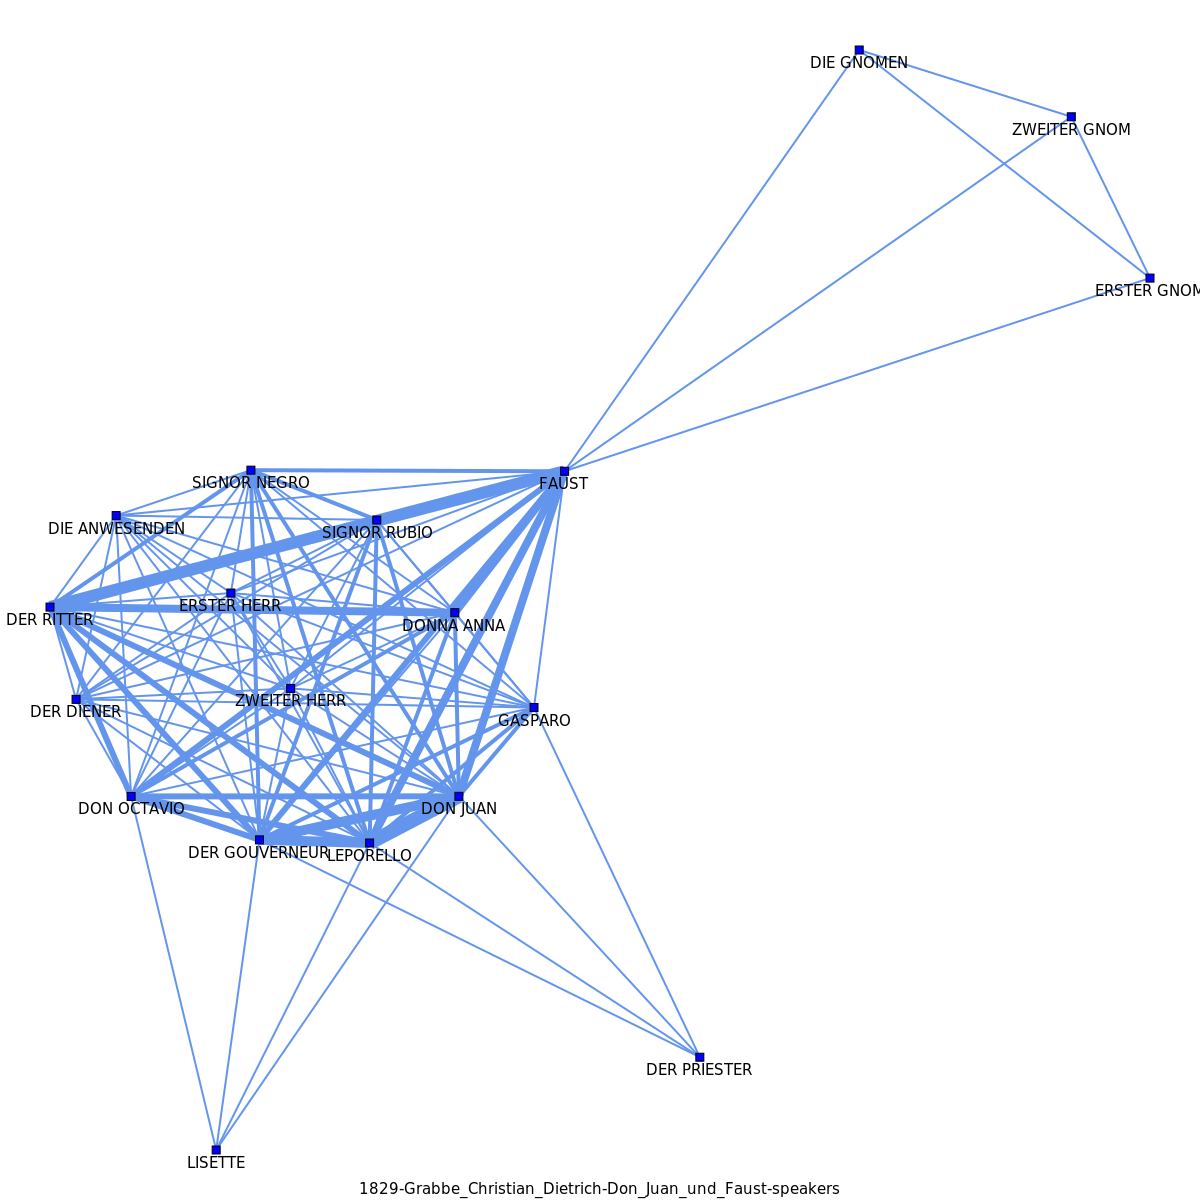 DIE GNOMEN
ZWEITER GNOM
ERSTER GNOM
SIGNOR NEGRO
FAUST
DIE ANWESENDEN
SIGNOR RUBIO
ERSTER HERR
DER RITTER
DONNA ANNA
ZWEITER HERR
DER DIENER
GASPARO
DON OCTAVIO
DON JUAN
DER GOUVERNEUR
LEPORELLO
DER PRIESTER
LISETTE
1829-Grabbe_Christian_Dietrich-Don_Juan_und_Faust-speakers